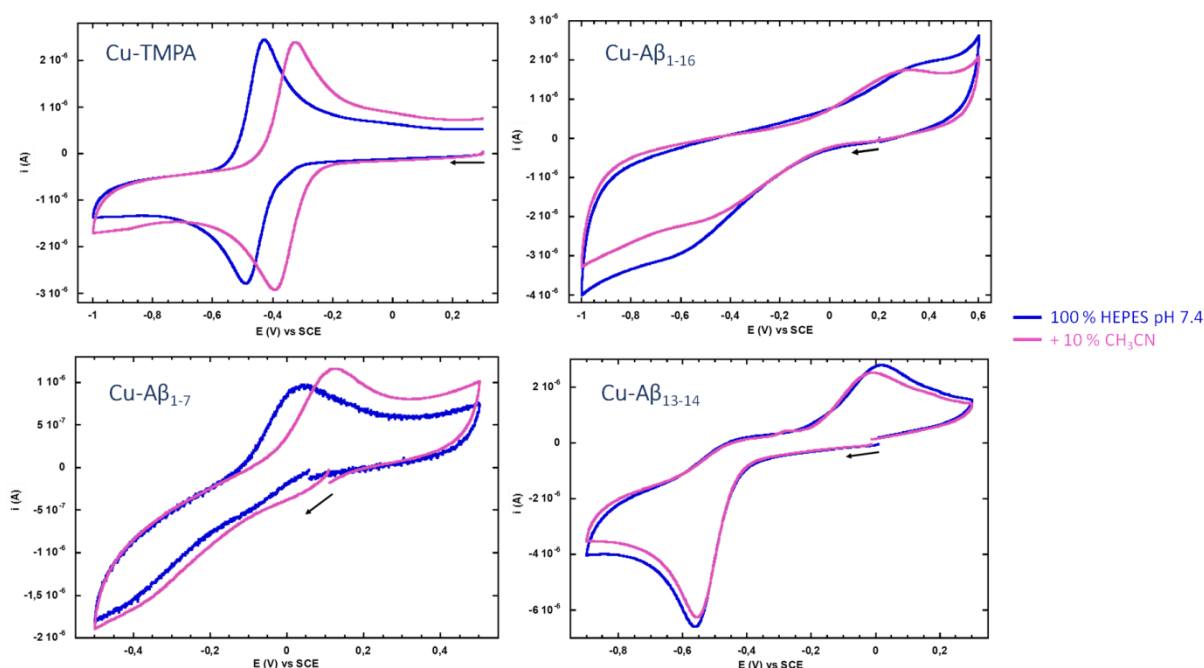 Cu-TMPA
2 10⁻⁶
1 10⁻⁶
0
-1 10⁻⁶
-2 10⁻⁶
-3 10⁻⁶
i (A)
-1 -0,8 -0,6 -0,4 -0,2 0 0,2
E (V) vs SCE
Cu-Aβ₁₋₁₆
3 10⁻⁶
2 10⁻⁶
1 10⁻⁶
0
-1 10⁻⁶
-2 10⁻⁶
-3 10⁻⁶
-4 10⁻⁶
i (A)
-1 -0,8 -0,6 -0,4 -0,2 0 0,2 0,4 0,6
E (V) vs SCE
100 % HEPES pH 7.4
+ 10 % CH₃CN
Cu-Aβ₁₋₇
1 10⁻⁶
5 10⁻⁷
0
-5 10⁻⁷
-1 10⁻⁶
-1,5 10⁻⁶
-2 10⁻⁶
i (A)
-0,4 -0,2 0 0,2 0,4
E (V) vs SCE
Cu-Aβ₁₃₋₁₄
2 10⁻⁶
0
-2 10⁻⁶
-4 10⁻⁶
-6 10⁻⁶
i (A)
-0,8 -0,6 -0,4 -0,2 0 0,2
E (V) vs SCE